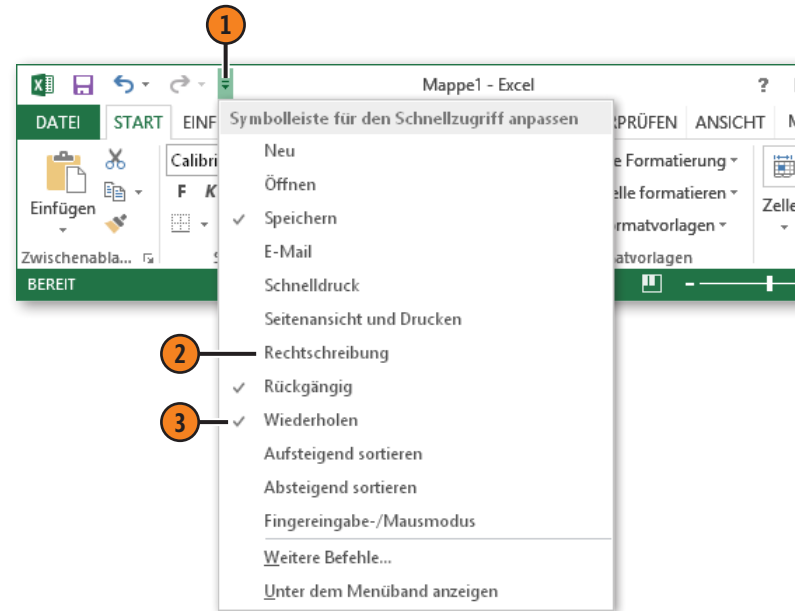 1
Mappe1 - Excel
?
DATEI START EINF
PRÜFEN ANSICHT
Symbolleiste für den Schnellzugriff anpassen
Neu
Öffnen
Speichern
E-Mail
Schnelldruck
Seitenansicht und Drucken
2
Rechtschreibung
Rückgängig
3
Wiederholen
Aufsteigend sortieren
Absteigend sortieren
Fingereingabe-/Mausmodus
Weitere Befehle...
Unter dem Menüband anzeigen
Calibri
F K
Einfügen
Zwischenabla...
e Formatierung
elle formatieren
rmatvorlagen
atvorlagen
Zelle
BEREIT